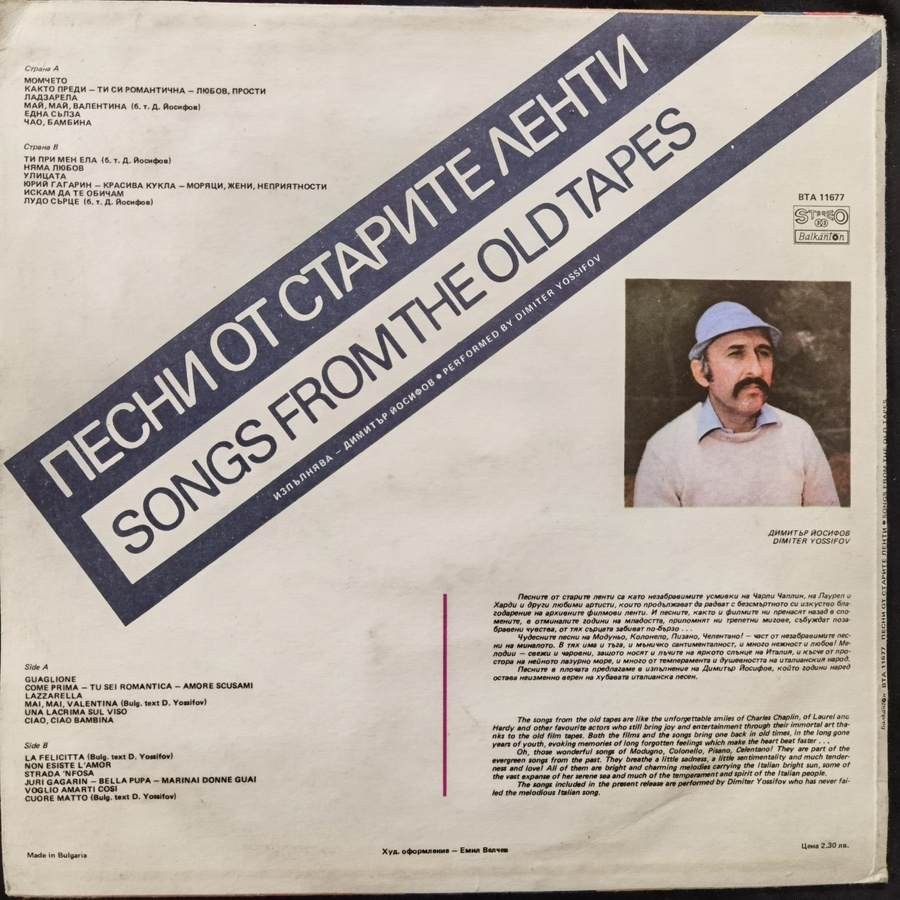 Страна А
МОМЧЕТО
КАКТО ПРЕДИ – ТИ СИ РОМАНТИЧНА – ЛЮБОВ, ПРОСТИ
ЛАДЗАРЕЛА
МАЙ, МАЙ, ВАЛЕНТИНА (б. т. Д. Йосифов)
ЕДНА СЪЛЗА
ЧАО, БАМБИНА
Страна В
ТИ ПРИ МЕН ЕЛА (б. т. Д. Йосифов)
НЯМА ЛЮБОВ
УЛИЦАТА
ЮРИЙ ГАГАРИН – КРАСИВА КУКЛА – МОРЯЦИ, ЖЕНИ, НЕПРИЯТНОСТИ
ИСКАМ ДА ТЕ ОБИЧАМ
ЛУДО СЪРЦЕ (б. т. Д. Йосифов)
ПЕСНИ ОТ СТАРИТЕ ЛЕНТИ
SONGS FROM THE OLD TAPES
ИЗПЪЛНЯВА – ДИМИТЪР ЙОСИФОВ ● PERFORMED BY DIMITER YOSSIFOV
ВТА 11677
STEREO
Balkanton
ДИМИТЪР ЙОСИФОВ
DIMITER YOSSIFOV
Песните от старите ленти са като незабравимите усмивки на Чарли Чаплин, на Лаурел и
Харди и други любими артисти, които продължават да радват с безсмъртното си изкуство бла-
годарение на архивните филмови ленти. И песните, както и филмите ни пренасят назад в спо-
мените, в отминалите години на младостта, припомнят ни трепетни мигове, събуждат поза-
бравени чувства, от тях сърцата забиват по-бързо . . .
Чудесните песни на Модуньо, Колонело, Пизано, Челентано! – част от незабравимите пес-
ни на миналото. В тях има и тъга, и мъничко сантименталност, и много нежност и любов! Ме-
лодии – свежи и чаровни, защото носят и лъчите на яркото слънце на Италия, и късче от про-
стора на нейното лазурно море, и много от темперамента и душевността на италианския народ.
Песните в плочата предлагаме в изпълнение на Димитър Йосифов, който години наред
остава неизменно верен на хубавата италианска песен.
Side A
GUAGLIONE
COME PRIMA – TU SEI ROMANTICA – AMORE SCUSAMI
LAZZARELLA
MAI, MAI, VALENTINA (Bulg. text D. Yossifov)
UNA LACRIMA SUL VISO
CIAO, CIAO BAMBINA
Side B
LA FELICITTA (Bulg. text D. Yossifov)
NON ESISTE L'AMOR
STRADA 'NFOSA
JURI GAGARIN – BELLA PUPA – MARINAI DONNE GUAI
VOGLIO AMARTI COSI
CUORE MATTO (Bulg. text D. Yossifov)
The songs from the old tapes are like the unforgettable smiles of Charles Chaplin, of Laurel and
Hardy and other favourite actors who still bring joy and entertainment through their immortal art tha-
nks to the old film tapes. Both the films and the songs bring one back in old times, in the long gone
years of youth, evoking memories of long forgotten feelings which make the heart beat faster . . .
Oh, those wonderful songs of Modugno, Colonello, Pisano, Celentano! They are part of the
evergreen songs from the past. They breathe a little sadness, a little sentimentality and much tender-
ness and love! All of them are bright and charming melodies carrying the Italian bright sun, some of
the vast expanse of her serene sea and much of the temperament and spirit of the Italian people.
The songs included in the present release are performed by Dimiter Yossifov who has never fai-
led the melodious Italian song.
Made in Bulgaria
Худ. оформление – Емил Вълчев
Цена 2.30 лв.
Balkanton ВТА 11677 ПЕСНИ ОТ СТАРИТЕ ЛЕНТИ ● SONGS FROM THE OLD TAPES